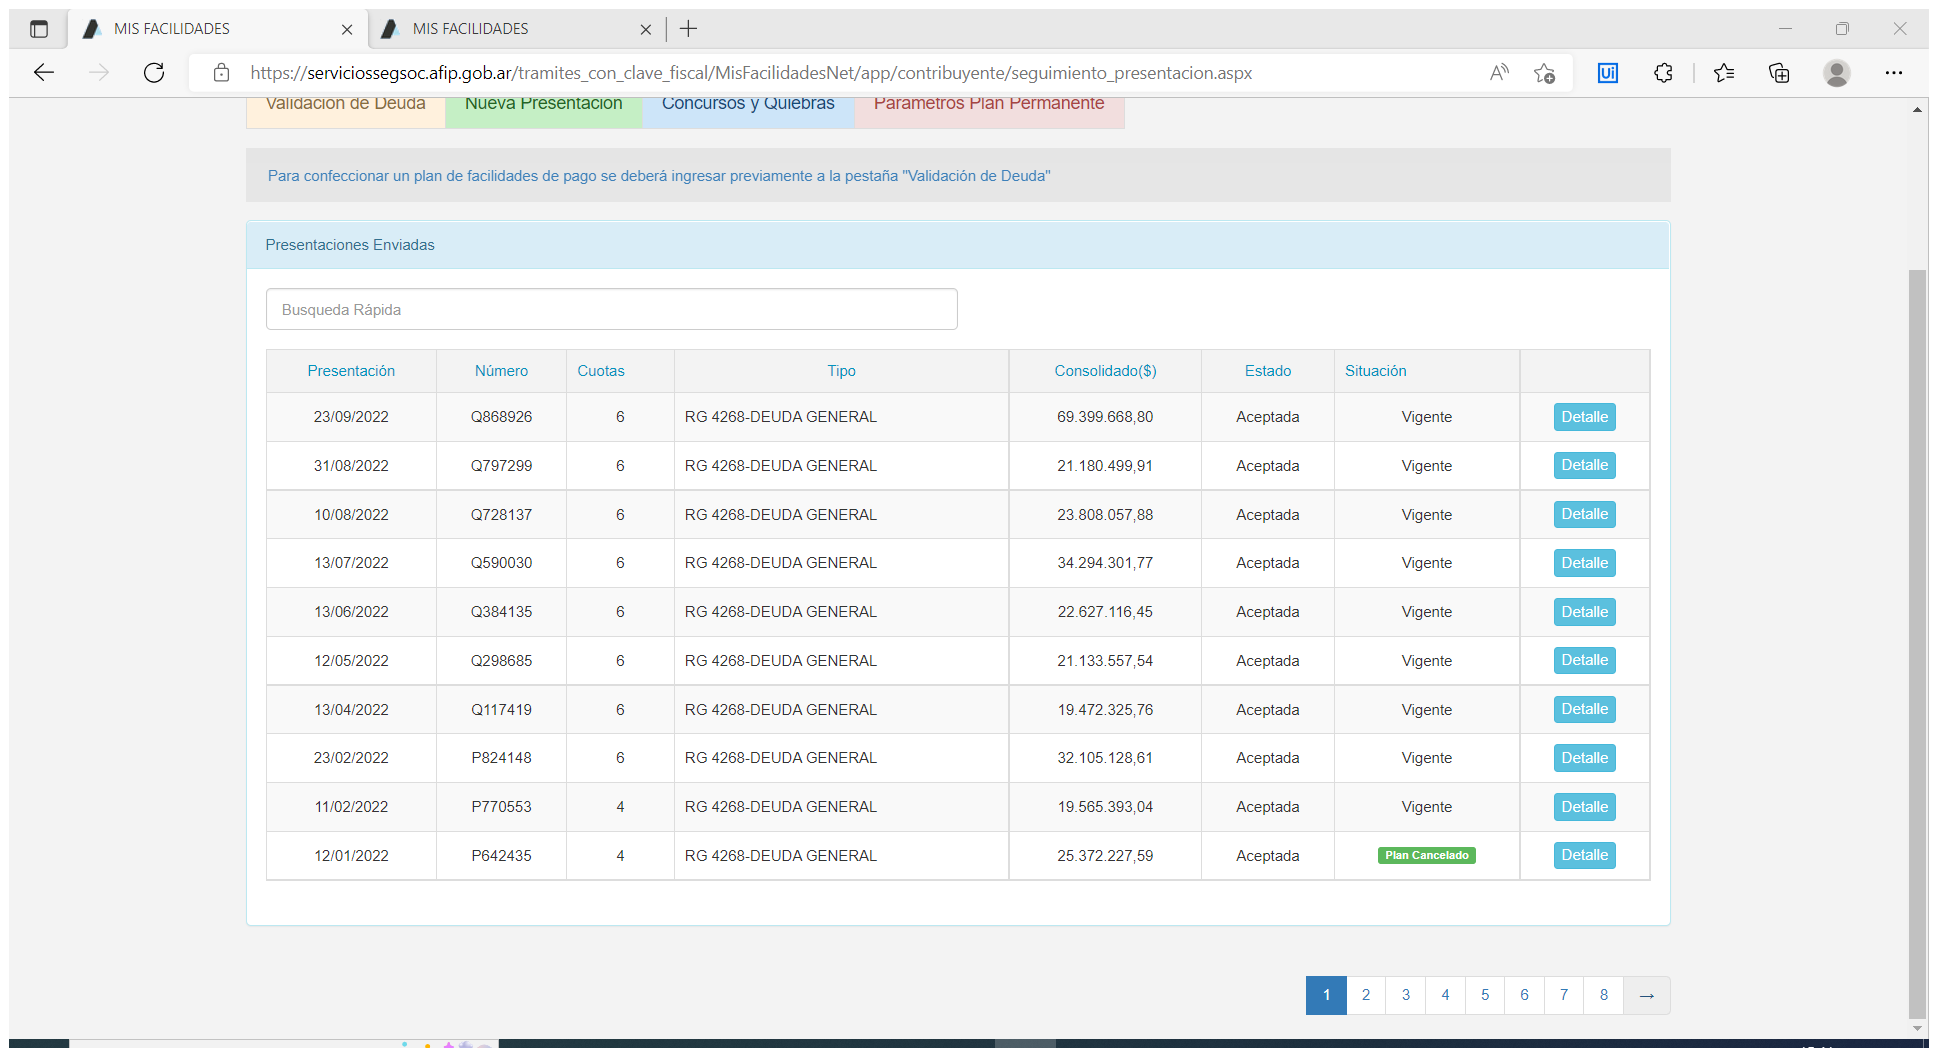 MIS FACILIDADES MIS FACILIDADES
https://serviciossegsoc.afip.gob.ar/tramites_con_clave_fiscal/MisFacilidadesNet/app/contribuyente/seguimiento_presentacion.aspx
Validación de Deuda Nueva Presentación Concursos y Quiebras Parámetros Plan Permanente
Para confeccionar un plan de facilidades de pago se deberá ingresar previamente a la pestaña "Validación de Deuda"
Presentaciones Enviadas
Busqueda Rápida
Presentación Número Cuotas Tipo Consolidado($) Estado Situación
23/09/2022 Q868926 6 RG 4268-DEUDA GENERAL 69.399.668,80 Aceptada Vigente Detalle
31/08/2022 Q797299 6 RG 4268-DEUDA GENERAL 21.180.499,91 Aceptada Vigente Detalle
10/08/2022 Q728137 6 RG 4268-DEUDA GENERAL 23.808.057,88 Aceptada Vigente Detalle
13/07/2022 Q590030 6 RG 4268-DEUDA GENERAL 34.294.301,77 Aceptada Vigente Detalle
13/06/2022 Q384135 6 RG 4268-DEUDA GENERAL 22.627.116,45 Aceptada Vigente Detalle
12/05/2022 Q298685 6 RG 4268-DEUDA GENERAL 21.133.557,54 Aceptada Vigente Detalle
13/04/2022 Q117419 6 RG 4268-DEUDA GENERAL 19.472.325,76 Aceptada Vigente Detalle
23/02/2022 P824148 6 RG 4268-DEUDA GENERAL 32.105.128,61 Aceptada Vigente Detalle
11/02/2022 P770553 4 RG 4268-DEUDA GENERAL 19.565.393,04 Aceptada Vigente Detalle
12/01/2022 P642435 4 RG 4268-DEUDA GENERAL 25.372.227,59 Aceptada Plan Cancelado Detalle
1 2 3 4 5 6 7 8 →